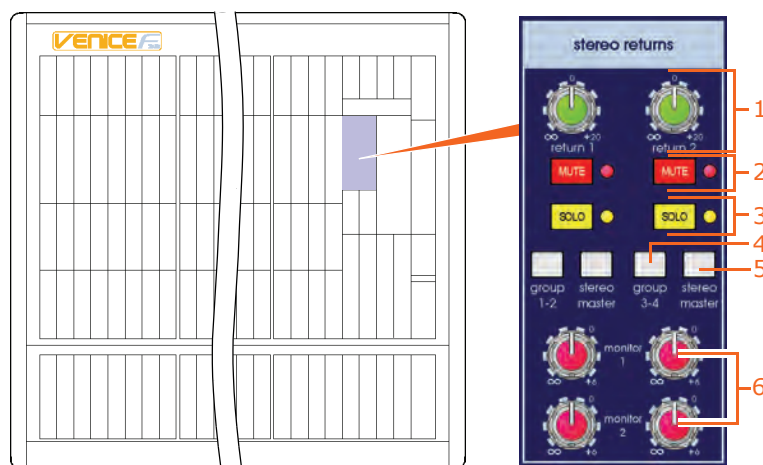 VENICE F
stereo returns
0 0
∞ +20 ∞ +20
return 1 return 2
1
MUTE MUTE
2
SOLO SOLO
3
4
5
group 1-2 stereo master group 3-4 stereo master
0 0
monitor 1
∞ +6 ∞ +6
6
0 0
monitor 2
∞ +6 ∞ +6